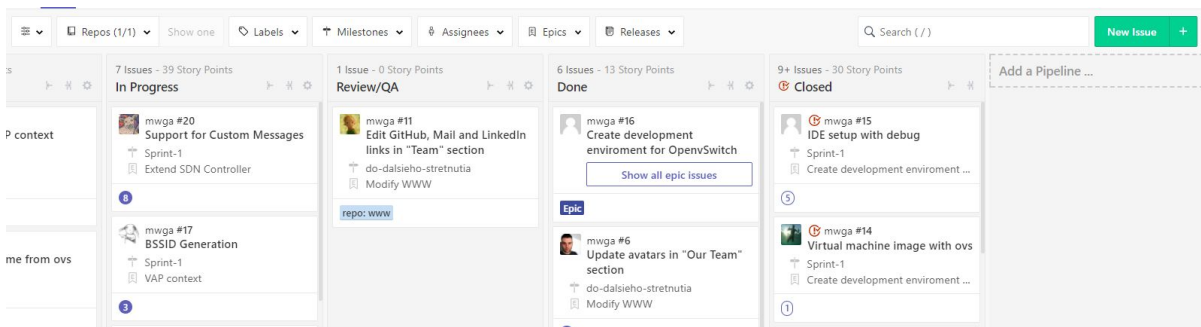 Repos (1/1)
Show one
Labels
Milestones
Assignees
Epics
Releases
Search ( / )
New Issue
+
P context
me from ovs
7 Issues - 39 Story Points
In Progress
mwga #20
Support for Custom Messages
Sprint-1
Extend SDN Controller
8
mwga #17
BSSID Generation
Sprint-1
VAP context
3
1 Issue - 0 Story Points
Review/QA
mwga #11
Edit GitHub, Mail and LinkedIn
links in "Team" section
do-dalsieho-stretnutia
Modify WWW
repo: www
6 Issues - 13 Story Points
Done
mwga #16
Create development
enviroment for OpenvSwitch
Show all epic issues
Epic
mwga #6
Update avatars in "Our Team"
section
do-dalsieho-stretnutia
Modify WWW
9+ Issues - 30 Story Points
Closed
mwga #15
IDE setup with debug
Sprint-1
Create development enviroment ...
5
mwga #14
Virtual machine image with ovs
Sprint-1
Create development enviroment ...
1
Add a Pipeline ...